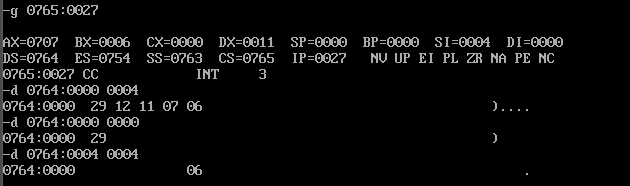 -g 0765:0027
AX=0707 BX=0006 CX=0000 DX=0011 SP=0000 BP=0000 SI=0004 DI=0000
DS=0764 ES=0754 SS=0763 CS=0765 IP=0027 NV UP EI PL ZR NA PE NC
0765:0027 CC INT 3
-d 0764:0000 0004
0764:0000 29 12 11 07 06 )....
-d 0764:0000 0000
0764:0000 29 )
-d 0764:0004 0004
0764:0000 06 .